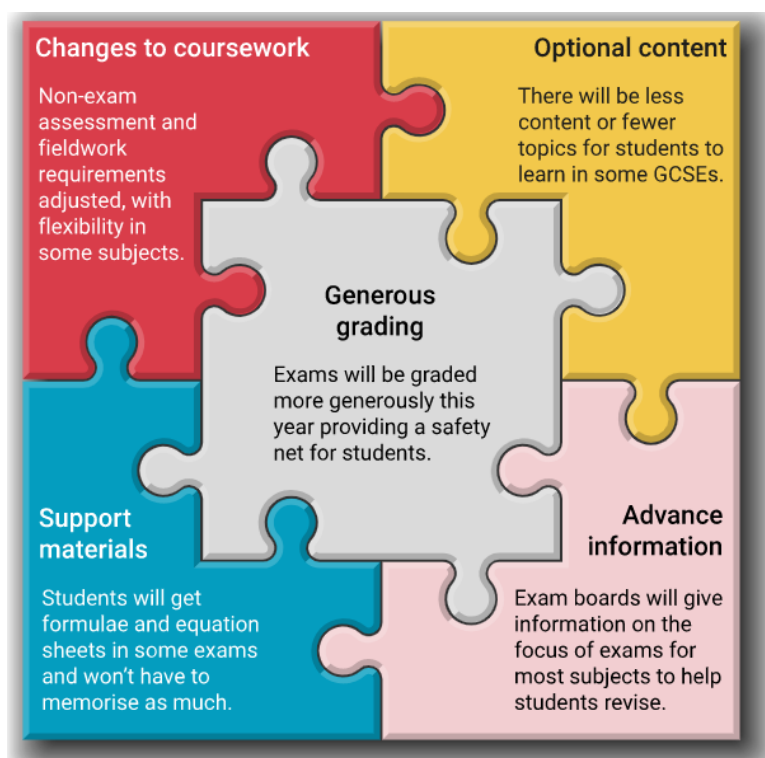 Changes to coursework
Non-exam
assessment and
fieldwork
requirements
adjusted, with
flexibility in
some subjects.
Optional content
There will be less
content or fewer
topics for students to
learn in some GCSEs.
Generous
grading
Exams will be graded
more generously this
year providing a safety
net for students.
Support
materials
Students will get
formulae and equation
sheets in some exams
and won't have to
memorise as much.
Advance
information
Exam boards will give
information on the
focus of exams for
most subjects to help
students revise.